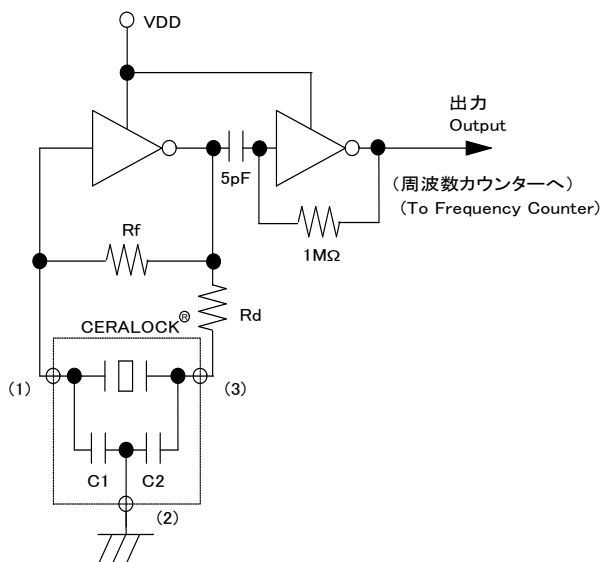 VDD
出力
Output
5pF
(周波数カウンターへ)
(To Frequency Counter)
Rf
1MΩ
CERALOCK®
Rd
(1)
(3)
C1
C2
(2)